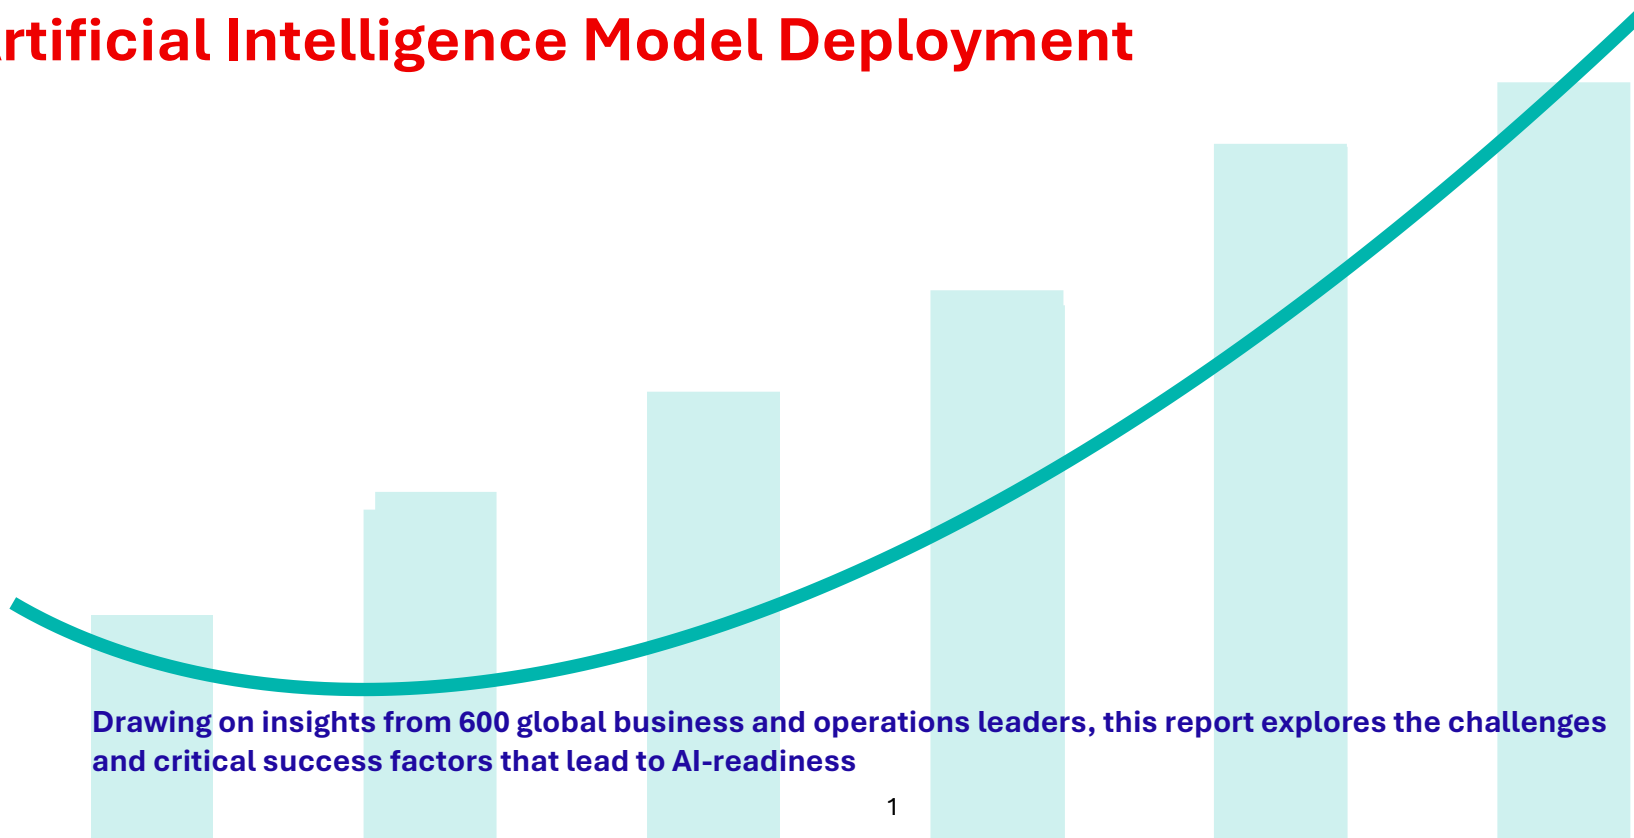 rtificial Intelligence Model Deployment
Drawing on insights from 600 global business and operations leaders, this report explores the challenges
and critical success factors that lead to AI-readiness
1